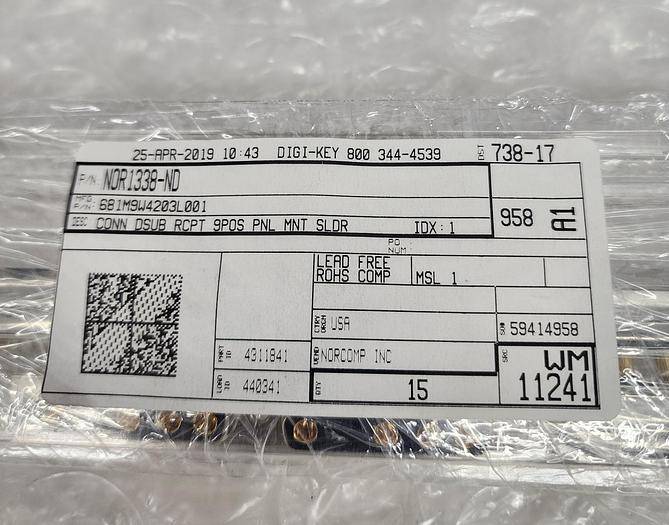 25-APR-2019 10:43 DIGI-KEY 800 344-4539 DST 738-17
P/N: NOR1338-ND
MFG P/N: 681M9W4203L001
DESC CONN DSUB RCPT 9POS PNL MNT SLDR IDX: 1
958 A1
PO NUM
LEAD FREE
ROHS COMP
MSL 1
CTRY ORGN USA
SO# 59414958
PART ID 4311841
VEND NORCOMP INC
SRC WM
11241
LOAD ID 440341
QTY 15